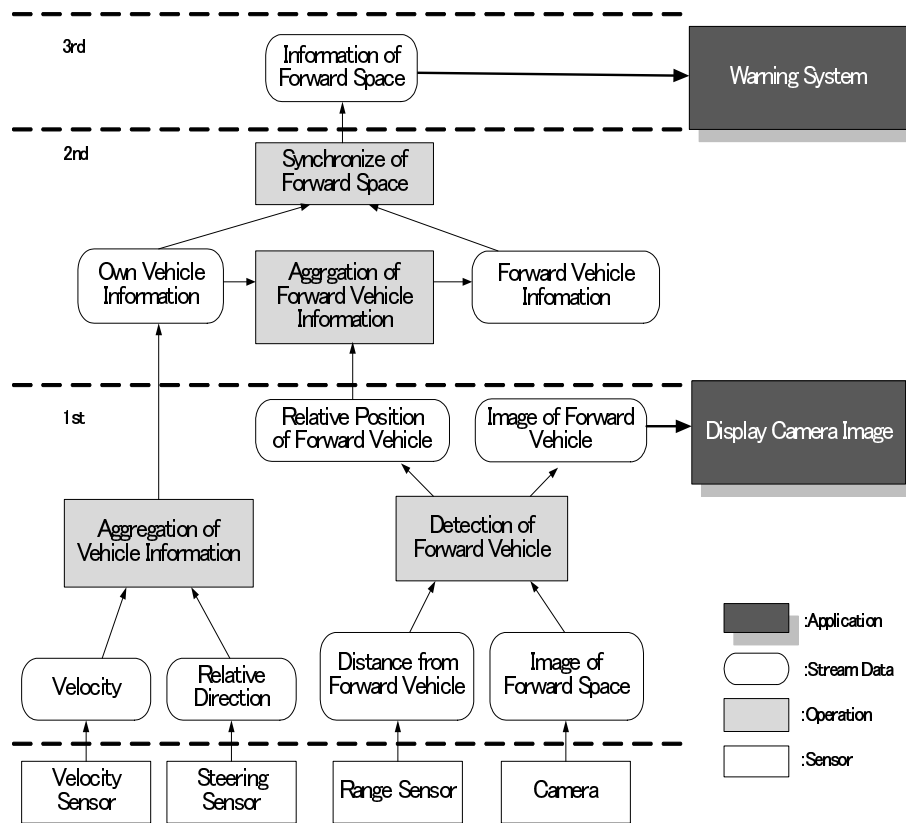 3rd
Information of
Forward Space
Warning System
2nd
Synchronize of
Forward Space
Own Vehicle
Information
Aggrgation of
Forward Vehicle
Information
Forward Vehicle
Infomation
1st
Relative Position
of Forward Vehicle
Image of Forward
Vehicle
Display Camera Image
Aggregation of
Vehicle Information
Detection of
Forward Vehicle
Velocity
Relative
Direction
Distance from
Forward Vehicle
Image of
Forward Space
Velocity
Sensor
Steering
Sensor
Range Sensor
Camera
:Application
:Stream Data
:Operation
:Sensor